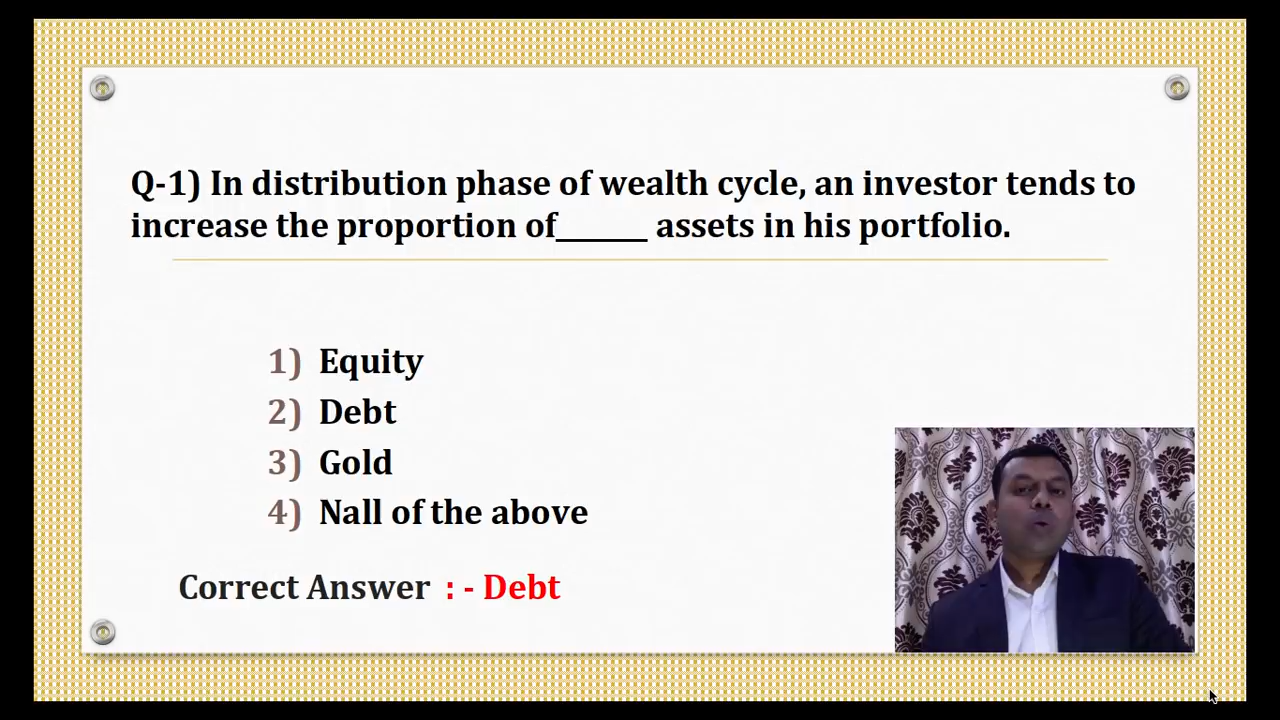 Q-1) In distribution phase of wealth cycle, an investor tends to
increase the proportion of______ assets in his portfolio.
1) Equity
2) Debt
3) Gold
4) Nall of the above
Correct Answer : - Debt